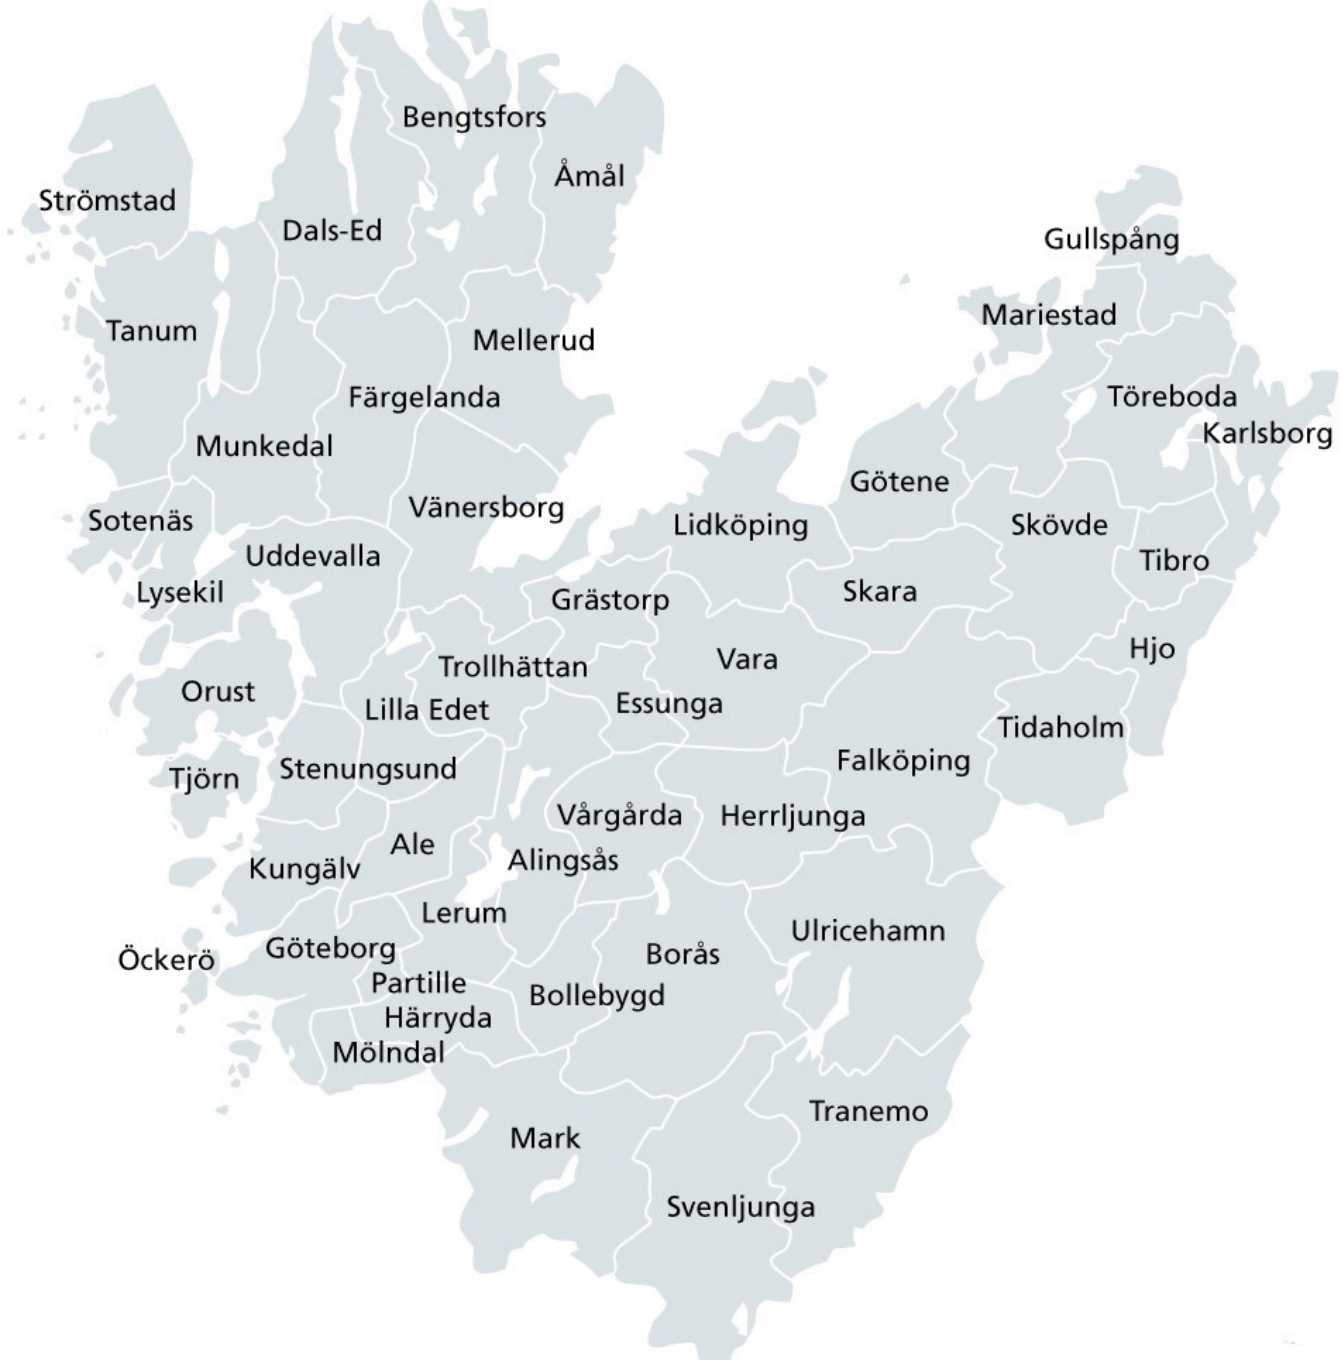 Bengtsfors
Åmål
Strömstad
Dals-Ed
Gullspång
Mariestad
Tanum
Mellerud
Färgelanda
Töreboda
Karlsborg
Munkedal
Götene
Vänersborg
Sotenäs
Lidköping
Skövde
Uddevalla
Tibro
Lysekil
Skara
Grästorp
Hjo
Vara
Trollhättan
Orust
Essunga
Lilla Edet
Tidaholm
Falköping
Stenungsund
Tjörn
Vårgårda
Herrljunga
Ale
Alingsås
Kungälv
Lerum
Ulricehamn
Göteborg
Borås
Öckerö
Partille
Bollebygd
Härryda
Mölndal
Tranemo
Mark
Svenljunga